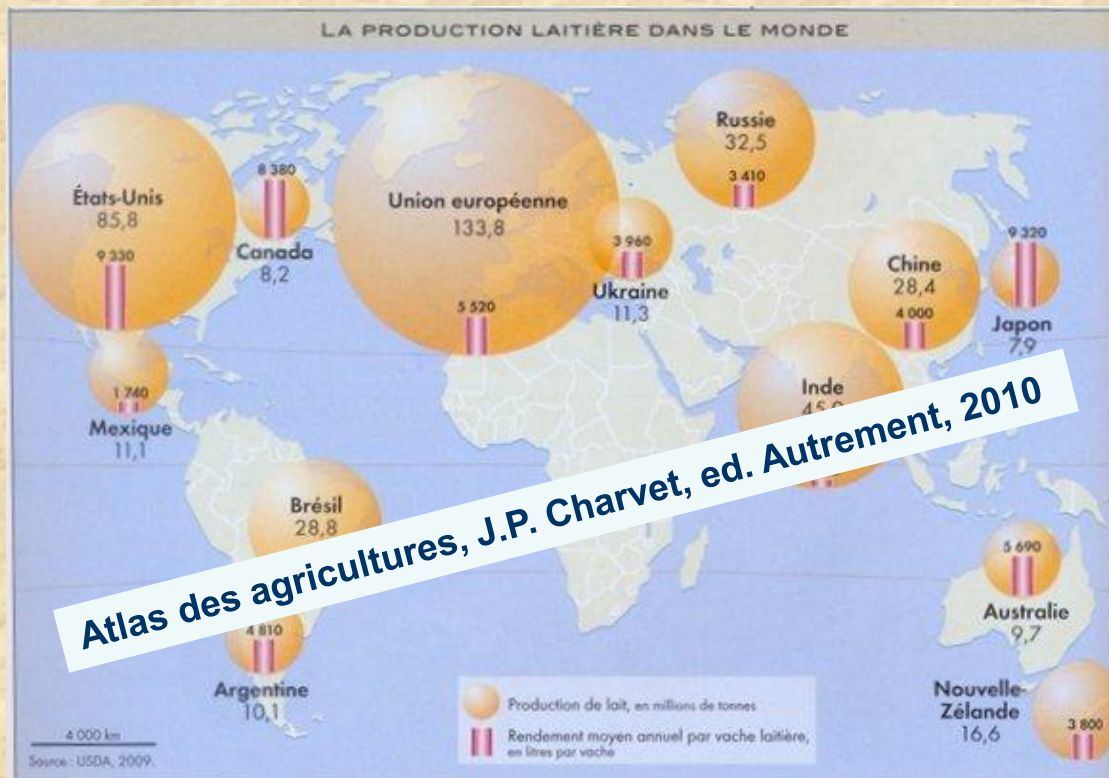 LA PRODUCTION LAITIÈRE DANS LE MONDE
États-Unis
85,8
9 330
8 380
Canada
8,2
Union européenne
133,8
5 520
Russie
32,5
3 410
3 960
Ukraine
11,3
Chine
28,4
4 000
9 320
Japon
7,9
1 740
Mexique
11,1
Inde
Brésil
28,8
Atlas des agricultures, J.P. Charvet, ed. Autrement, 2010
4 810
Argentine
10,1
5 690
Australie
9,7
Nouvelle-
Zélande
16,6
3 800
Production de lait, en millions de tonnes
Rendement moyen annuel par vache laitière,
en litres par vache
4 000 km
Source : USDA, 2009.